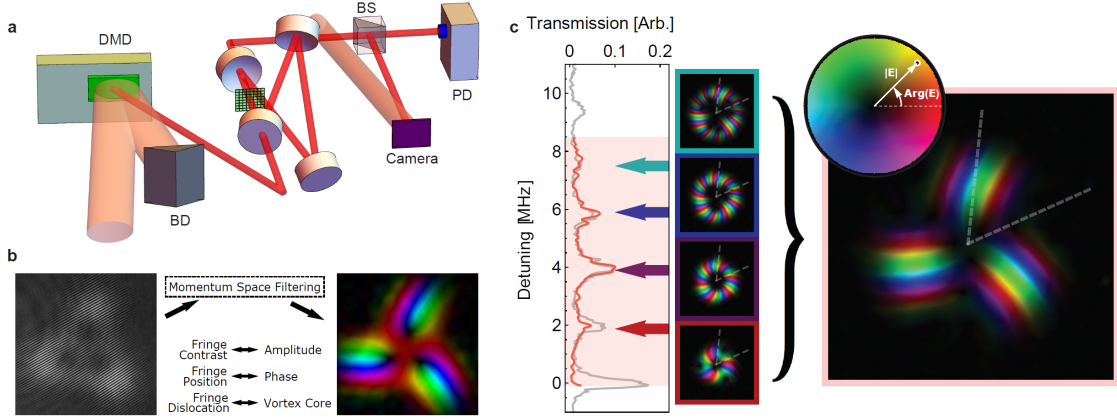 a
DMD
BD
BS
PD
Camera
b
Momentum Space Filtering
Fringe
Contrast
Amplitude
Fringe
Position
Phase
Fringe
Dislocation
Vortex Core
c
Transmission [Arb.]
0
0.1
0.2
Detuning [MHz]
10
8
6
4
2
0
|E|
Arg(E)